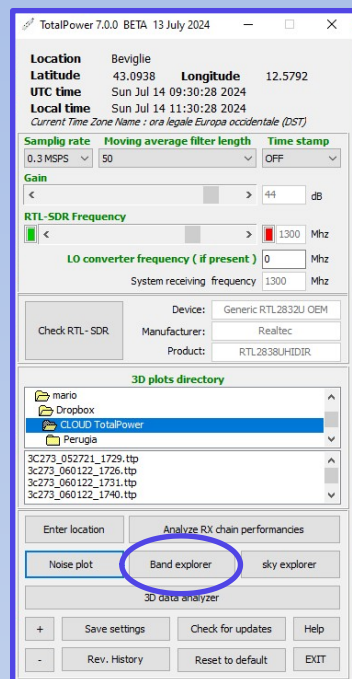 TotalPower 7.0.0 BETA 13 July 2024
Location Beviglie
Latitude 43.0938 Longitude 12.5792
UTC time Sun Jul 14 09:30:28 2024
Local time Sun Jul 14 11:30:28 2024
Current Time Zone Name : ora legale Europa occidentale (DST)
Samplig rate Moving average filter length Time stamp
0.3 MSPS 50 OFF
Gain
< > 44 dB
RTL-SDR Frequency
< > 1300 Mhz
LO converter frequency ( if present ) 0 Mhz
System receiving frequency 1300 Mhz
Check RTL- SDR
Device: Generic RTL2832U OEM
Manufacturer: Realtec
Product: RTL2838UHIDIR
3D plots directory
mario
Dropbox
CLOUD TotalPower
Perugia
3C273_052721_1729.ttp
3c273_060122_1726.ttp
3c273_060122_1731.ttp
3c273_060122_1740.ttp
Enter location Analyze RX chain performancies
Noise plot Band explorer sky explorer
3D data analyzer
+ Save settings Check for updates Help
- Rev. History Reset to default EXIT